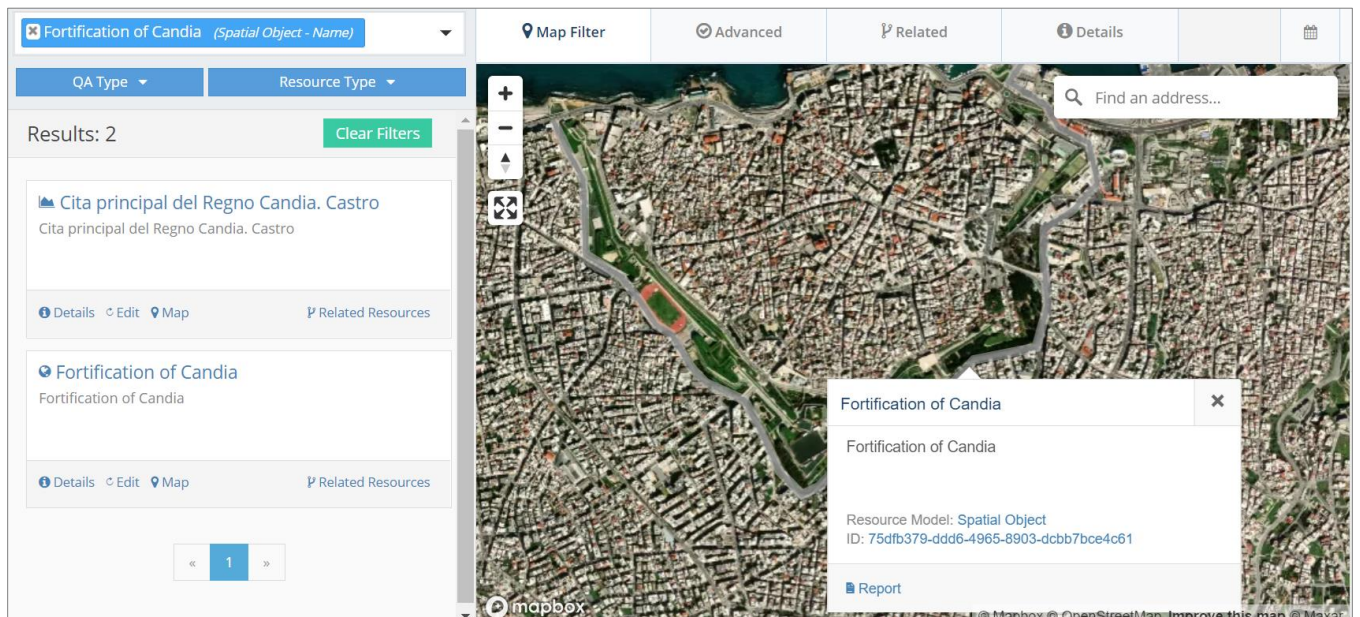 Fortification of Candia (Spatial Object - Name)
QA Type
Resource Type
Results: 2
Clear Filters
Cita principal del Regno Candia. Castro
Cita principal del Regno Candia. Castro
Details Edit Map Related Resources
Fortification of Candia
Fortification of Candia
Details Edit Map Related Resources
« 1 »
Map Filter
Advanced
Related
Details
Find an address...
Fortification of Candia
Fortification of Candia
Resource Model: Spatial Object
ID: 75dfb379-ddd6-4965-8903-dcbb7bce4c61
Report
mapbox
© Mapbox © OpenStreetMap Improve this map © Maxar